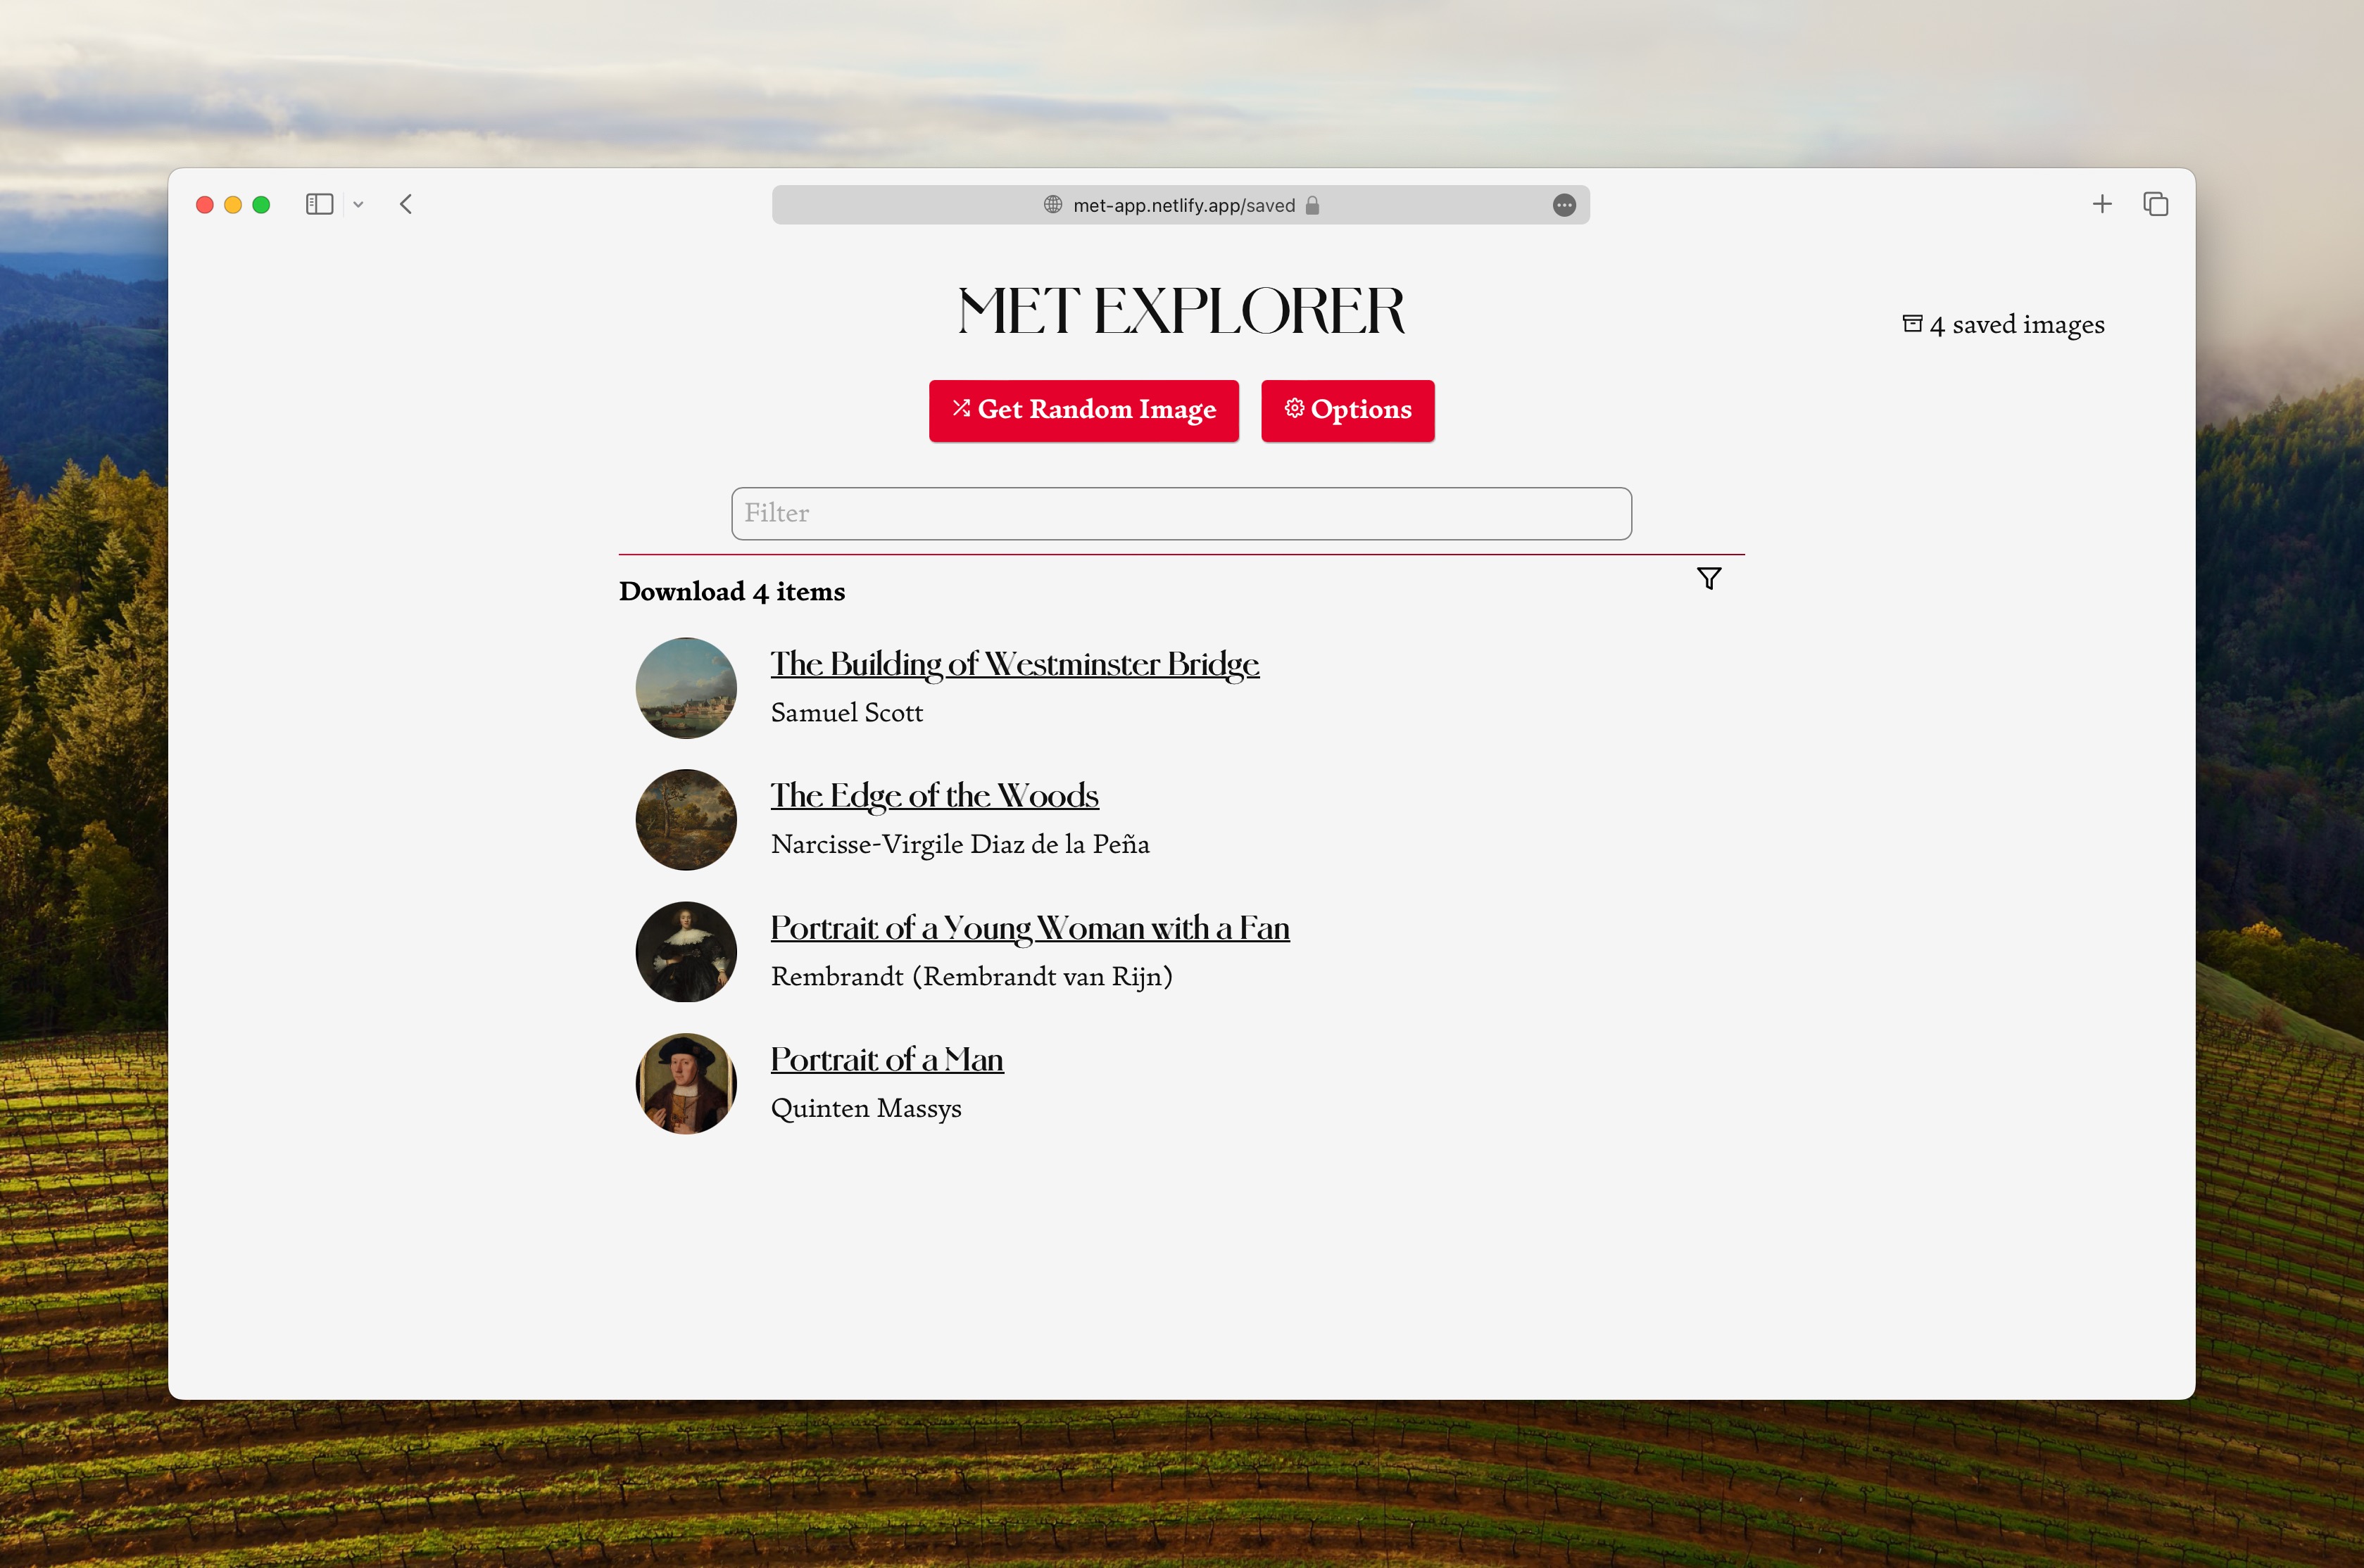 met-app.netlify.app/saved
MET EXPLORER
4 saved images
Get Random Image
Options
Filter
Download 4 items
The Building of Westminster Bridge
Samuel Scott
The Edge of the Woods
Narcisse-Virgile Diaz de la Peña
Portrait of a Young Woman with a Fan
Rembrandt (Rembrandt van Rijn)
Portrait of a Man
Quinten Massys